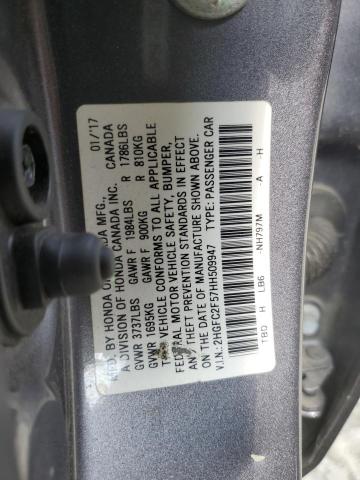 MFD. BY HONDA OF CANADA MFG., 01/'17
A DIVISION OF HONDA CANADA INC. CANADA
GVWR 3737LBS GAWR F 1984LBS R 1786LBS
GVWR 1695KG GAWR F 900KG R 810KG
THIS VEHICLE CONFORMS TO ALL APPLICABLE
FEDERAL MOTOR VEHICLE SAFETY, BUMPER,
AND THEFT PREVENTION STANDARDS IN EFFECT
ON THE DATE OF MANUFACTURE SHOWN ABOVE.
V.I.N.:2HGFC2F57HH509947 TYPE:PASSENGER CAR
TBD H LB6 -NH797M -A -H